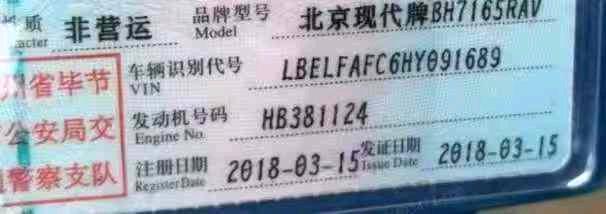 质 非营运 品牌型号 北京现代牌BH7165RAV
acter Model
省毕节 车辆识别代号 LBELFAFC6HY091689
VIN
公安局交 发动机号码 HB381124
Engine No.
警察支队 注册日期 2018-03-15 发证日期 2018-03-15
Register Date Issue Date